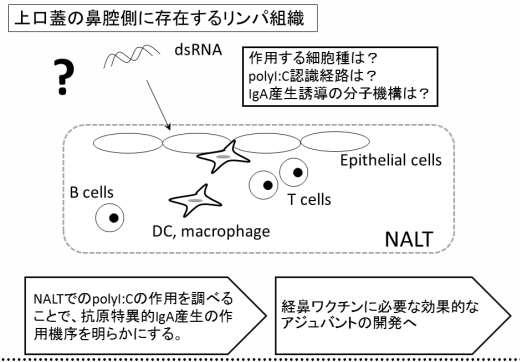 上口蓋の鼻腔側に存在するリンパ組織
?
dsRNA
作用する細胞種は？
polyI:C認識経路は？
IgA産生誘導の分子機構は？
Epithelial cells
B cells
T cells
DC, macrophage
NALT
NALTでのpolyI:Cの作用を調べる
ことで、抗原特異的IgA産生の作
用機序を明らかにする。
経鼻ワクチンに必要な効果的な
アジュバントの開発へ